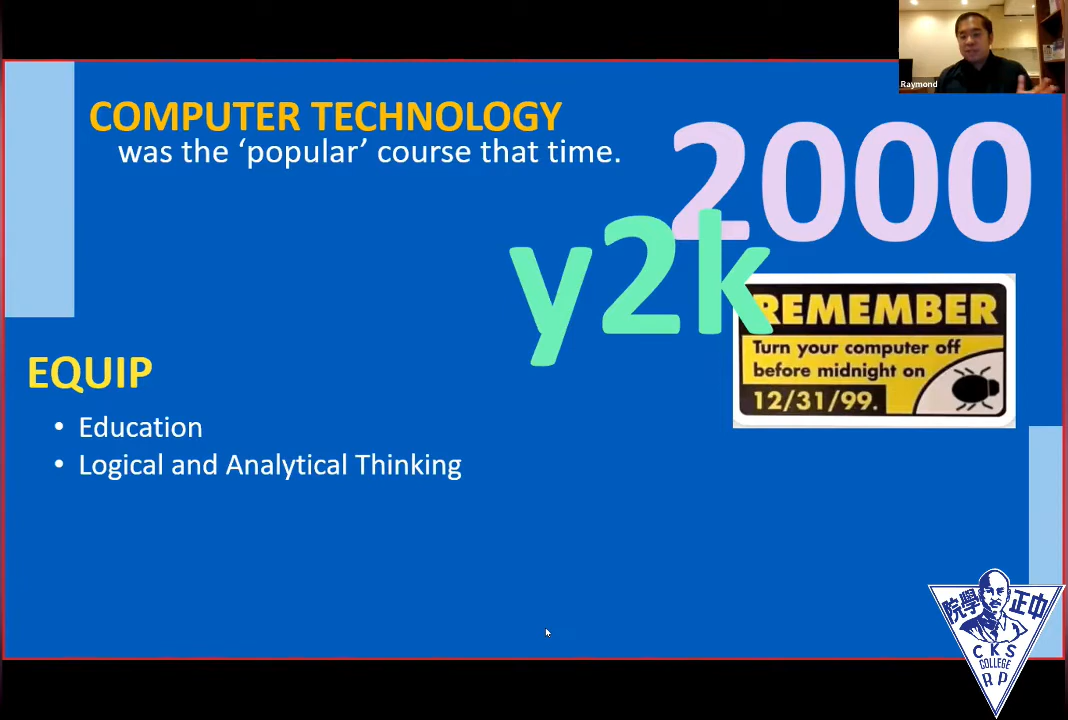 Raymond
COMPUTER TECHNOLOGY
was the ‘popular’ course that time.
2000
y2k
REMEMBER
Turn your computer off
before midnight on
12/31/99.
EQUIP
• Education
• Logical and Analytical Thinking
院學 正中
CKS
COLLEGE
R P